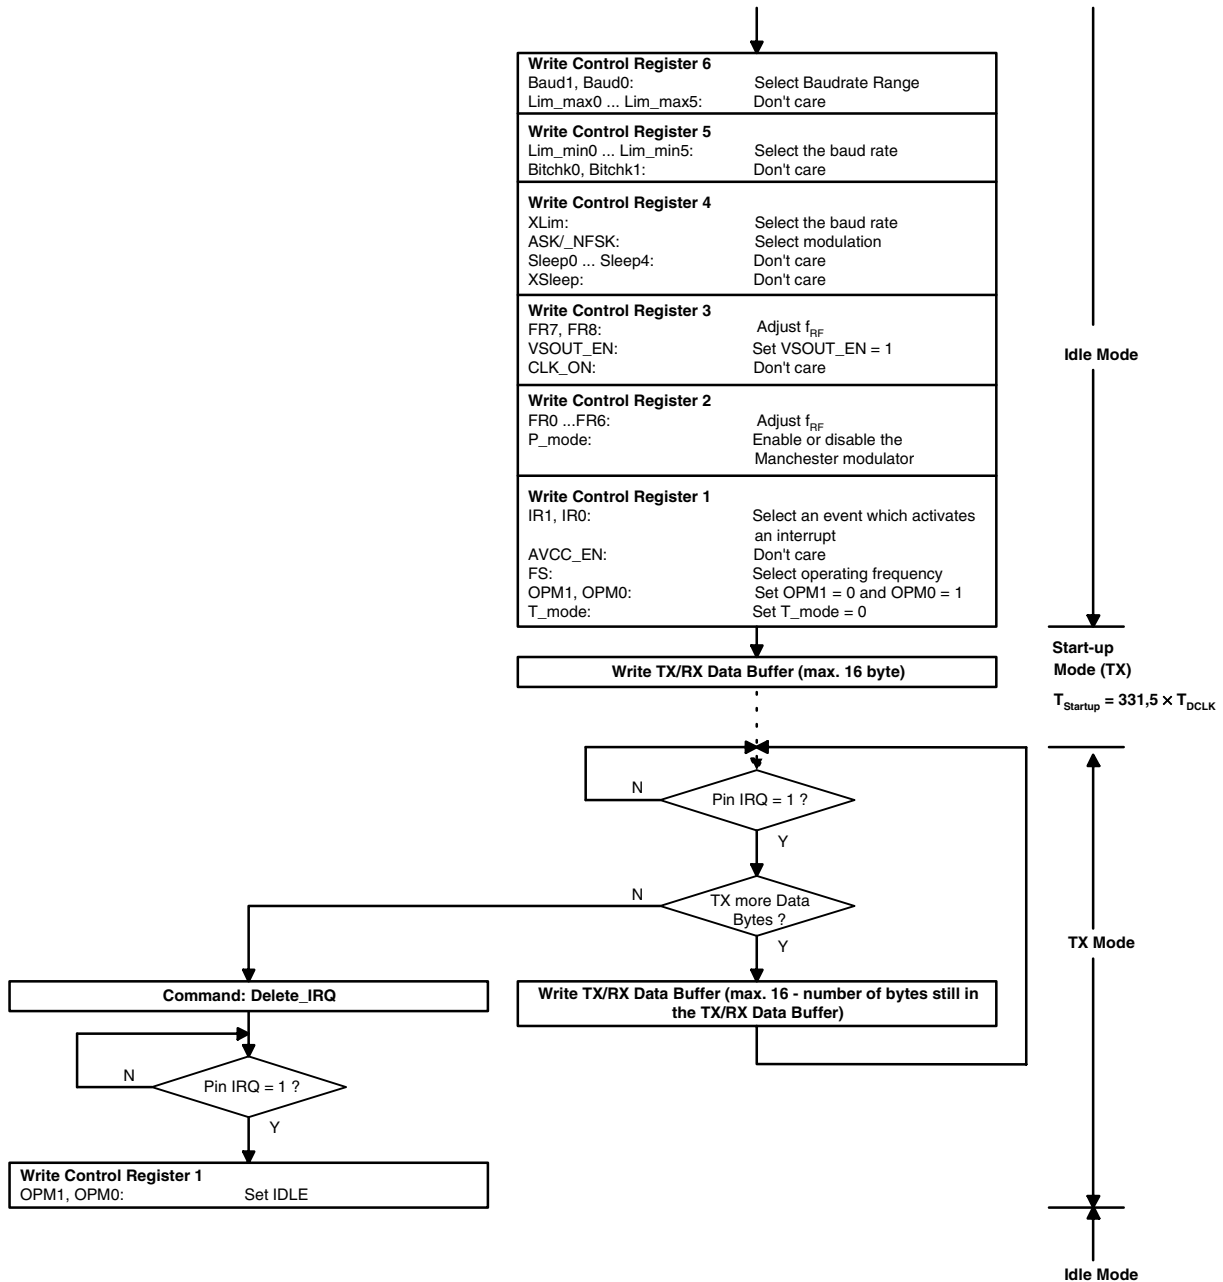 Write Control Register 6
Baud1, Baud0: Select Baudrate Range
Lim_max0 ... Lim_max5: Don't care
Write Control Register 5
Lim_min0 ... Lim_min5: Select the baud rate
Bitchk0, Bitchk1: Don't care
Write Control Register 4
XLim: Select the baud rate
ASK/_NFSK: Select modulation
Sleep0 ... Sleep4: Don't care
XSleep: Don't care
Write Control Register 3
FR7, FR8: Adjust fRF
VSOUT_EN: Set VSOUT_EN = 1
CLK_ON: Don't care
Idle Mode
Write Control Register 2
FR0 ...FR6: Adjust fRF
P_mode: Enable or disable the
Manchester modulator
Write Control Register 1
IR1, IR0: Select an event which activates
an interrupt
AVCC_EN: Don't care
FS: Select operating frequency
OPM1, OPM0: Set OPM1 = 0 and OPM0 = 1
T_mode: Set T_mode = 0
Start-up
Mode (TX)
TStartup = 331,5 × TDCLK
Write TX/RX Data Buffer (max. 16 byte)
N
Pin IRQ = 1 ?
Y
N
TX more Data
Bytes ?
Y
TX Mode
Command: Delete_IRQ
Write TX/RX Data Buffer (max. 16 - number of bytes still in
the TX/RX Data Buffer)
N
Pin IRQ = 1 ?
Y
Write Control Register 1
OPM1, OPM0: Set IDLE
Idle Mode